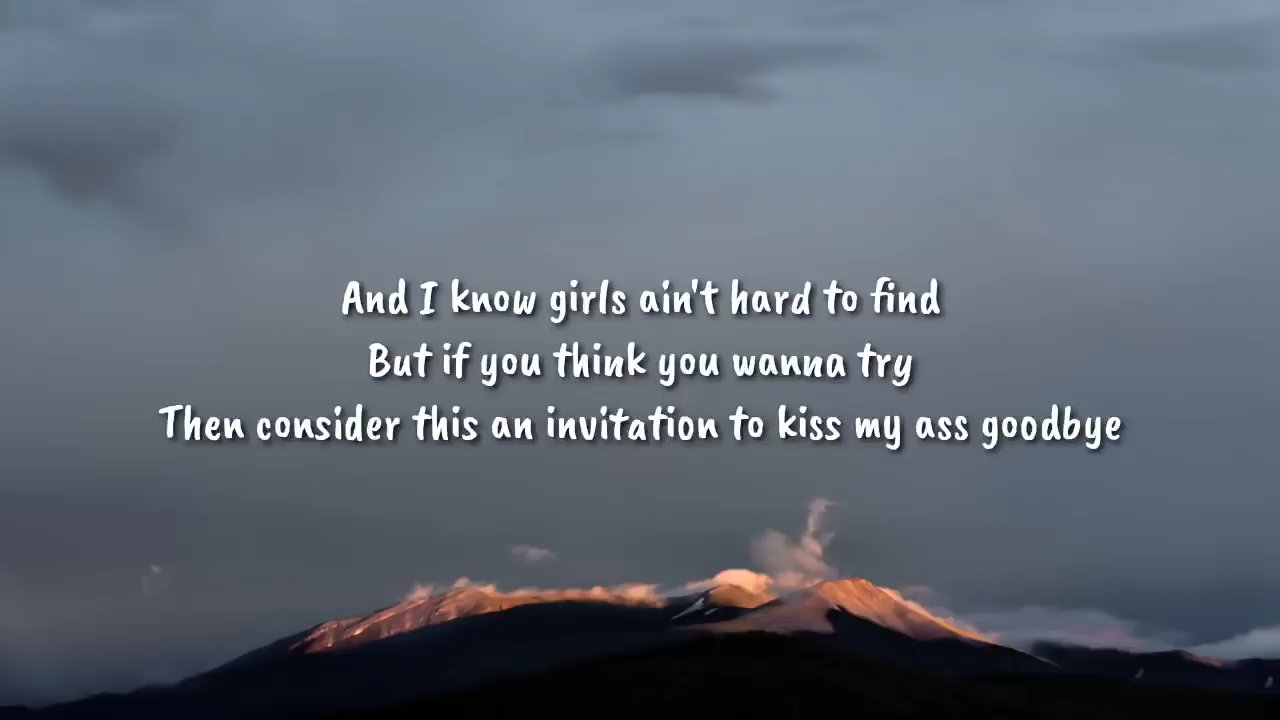 And I know girls ain't hard to find
But if you think you wanna try
Then consider this an invitation to kiss my ass goodbye